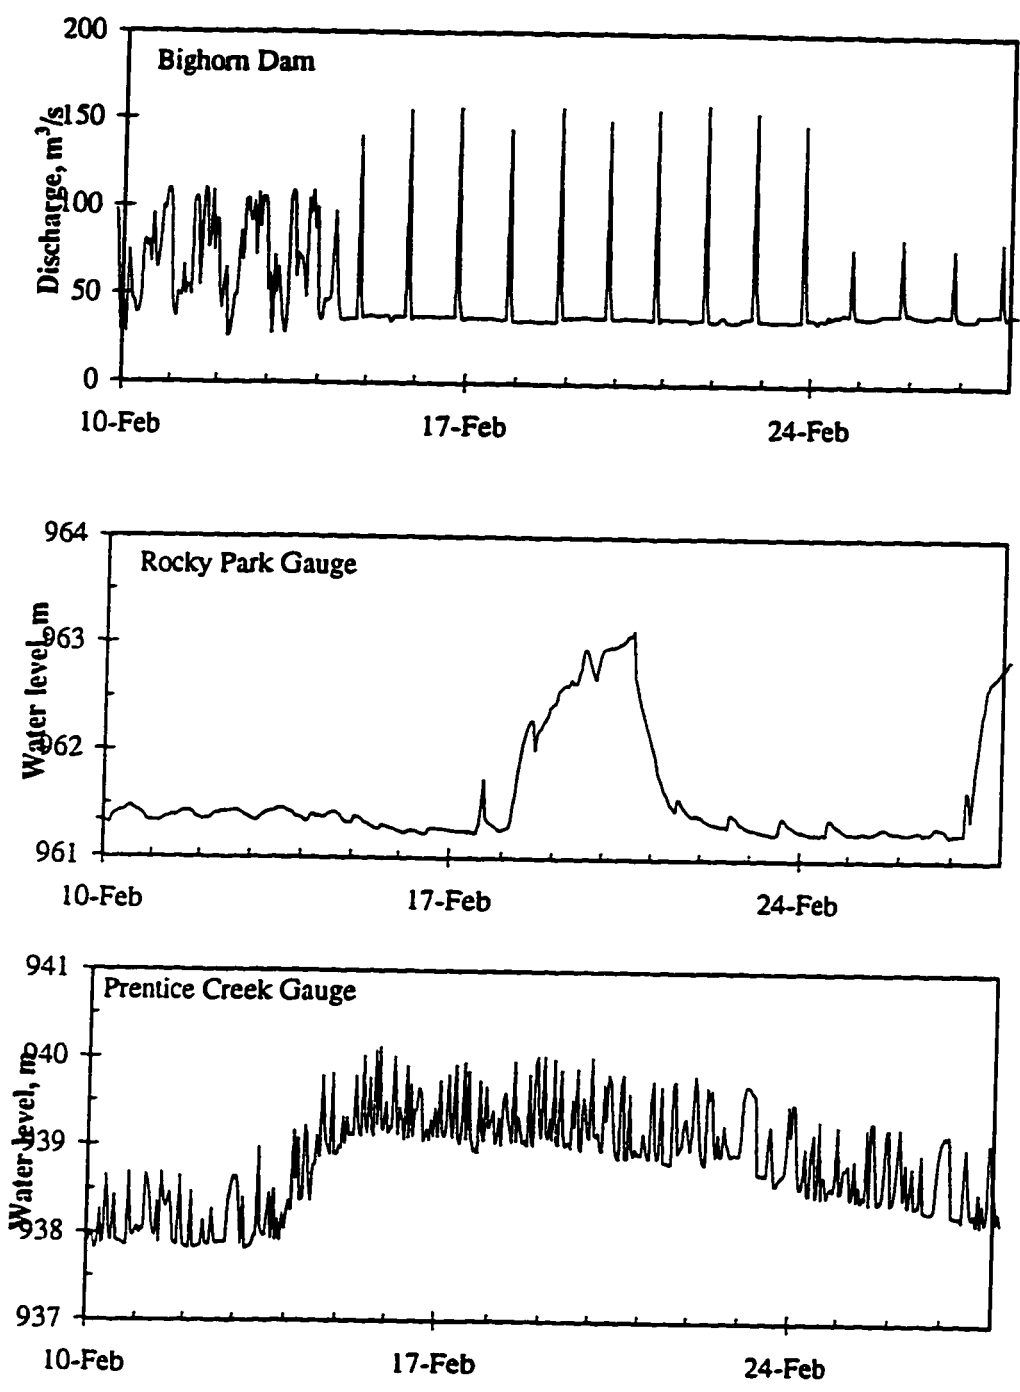 200
Bighorn Dam
150
100
50
0
Discharge, m³/s
10-Feb
17-Feb
24-Feb
964
Rocky Park Gauge
963
962
961
Water level, m
10-Feb
17-Feb
24-Feb
941
Prentice Creek Gauge
940
939
938
937
Water level, m
10-Feb
17-Feb
24-Feb